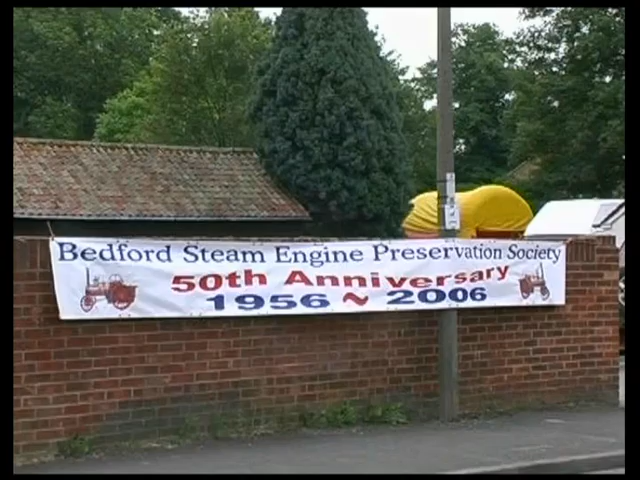 Bedford Steam Engine Preservation Society
50th Anniversary
1956 ~ 2006